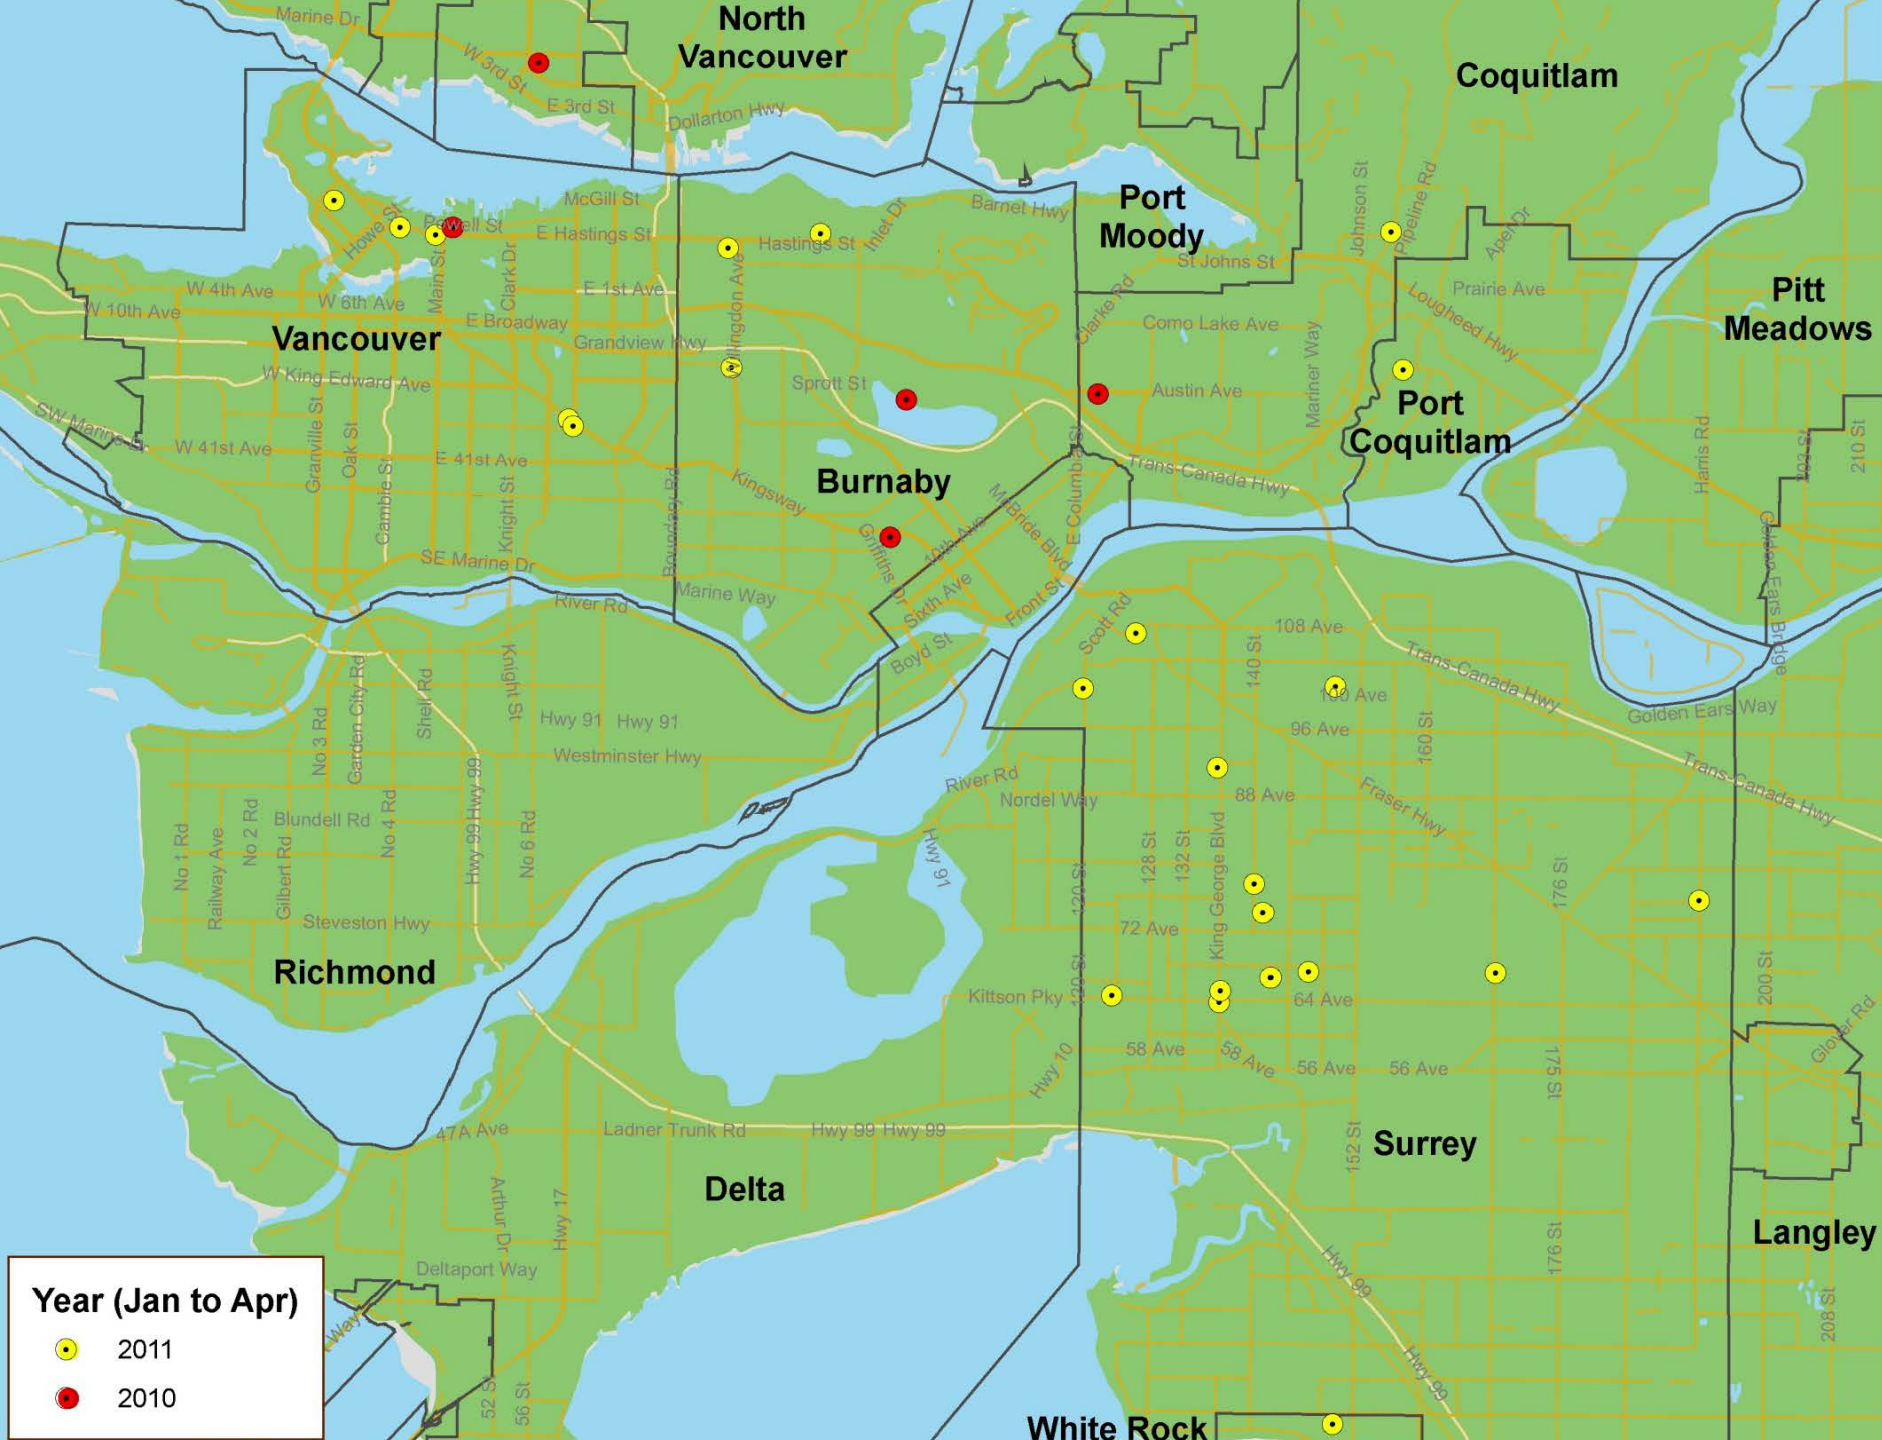 Marine Dr
North
Vancouver
W 3rd St
E 3rd St
Dollarton Hwy
Coquitlam
Port
Moody
McGill St
Barnet Hwy
Johnson St
Pipeline Rd
Howe St
Powell St
E Hastings St
Hastings St
Inlet Dr
St Johns St
Main St
Clark Dr
W 4th Ave
W 6th Ave
E 1st Ave
Willingdon Ave
Clarke Rd
Prairie Ave
Lougheed Hwy
Pitt
Meadows
W 10th Ave
Vancouver
E Broadway
Grandview Hwy
Como Lake Ave
Mariner Way
W King Edward Ave
Sprott St
Austin Ave
Port
Coquitlam
SW Marine Dr
W 41st Ave
Granville St
Oak St
Cambie St
E 41st Ave
Knight St
Boundary Rd
Kingsway
Burnaby
E Columbia St
Trans-Canada Hwy
Harris Rd
203 St
210 St
McBride Blvd
10th Ave
Griffiths Dr
SE Marine Dr
River Rd
Marine Way
Sixth Ave
Front St
Boyd St
Scott Rd
108 Ave
140 St
Trans-Canada Hwy
Golden Ears Bridge
Garden City Rd
Shell Rd
Knight St
No 3 Rd
Hwy 91
Hwy 91
Westminster Hwy
100 Ave
96 Ave
160 St
Golden Ears Way
Trans-Canada Hwy
River Rd
Nordel Way
88 Ave
Fraser Hwy
No 1 Rd
Railway Ave
No 2 Rd
Gilbert Rd
Blundell Rd
No 4 Rd
Hwy 99
Hwy 99
No 6 Rd
Hwy 91
120 St
128 St
132 St
King George Blvd
176 St
Steveston Hwy
72 Ave
Richmond
Kittson Pky
120 St
64 Ave
200 St
Glover Rd
Hwy 10
58 Ave
58 Ave
56 Ave
56 Ave
175 St
47A Ave
Ladner Trunk Rd
Hwy 99
Hwy 99
152 St
Surrey
Delta
Arthur Dr
Hwy 17
176 St
Langley
Deltaport Way
Hwy 99
208 St
Way
52 St
56 St
Hwy 99
White Rock
Year (Jan to Apr)
2011
2010